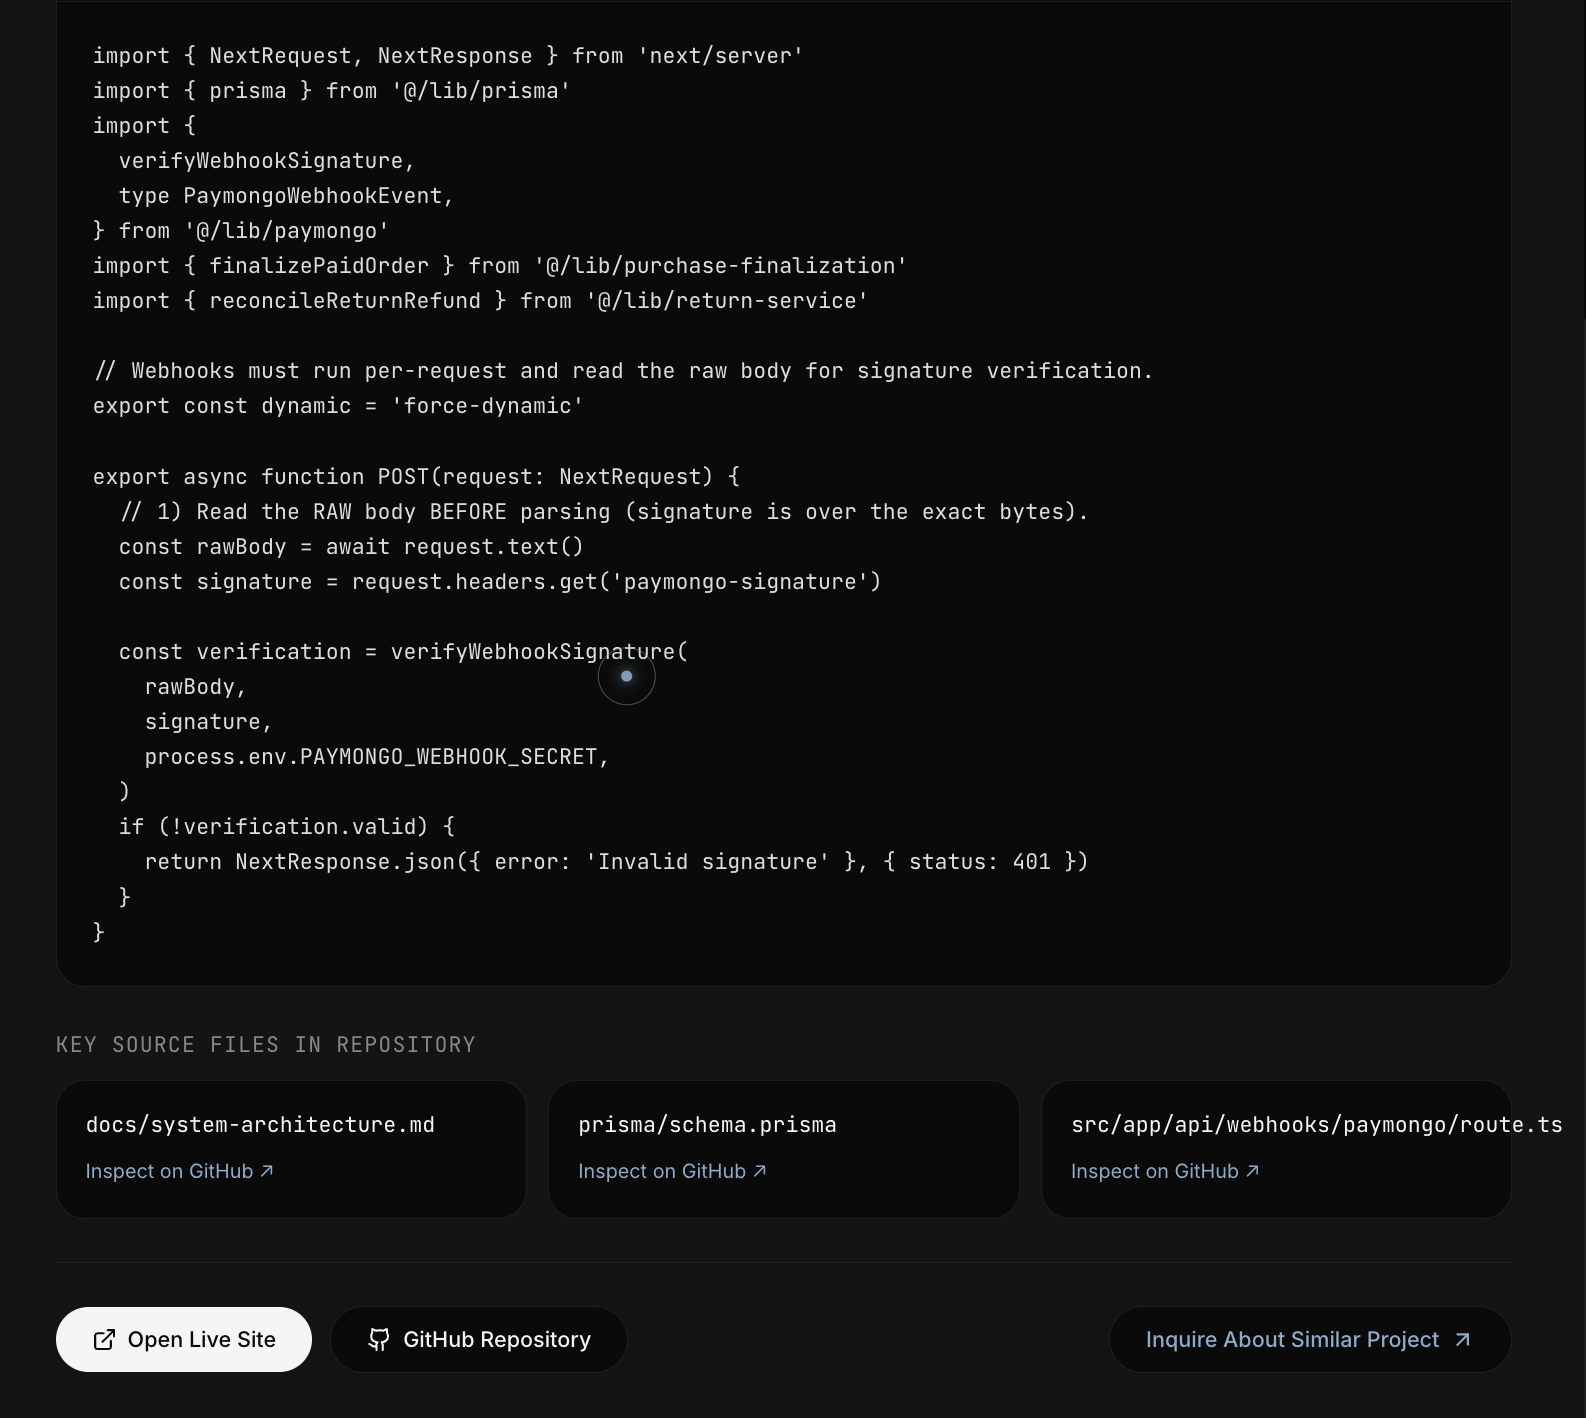 import { NextRequest, NextResponse } from 'next/server'
import { prisma } from '@/lib/prisma'
import {
  verifyWebhookSignature,
  type PaymongoWebhookEvent,
} from '@/lib/paymongo'
import { finalizePaidOrder } from '@/lib/purchase-finalization'
import { reconcileReturnRefund } from '@/lib/return-service'

// Webhooks must run per-request and read the raw body for signature verification.
export const dynamic = 'force-dynamic'

export async function POST(request: NextRequest) {
  // 1) Read the RAW body BEFORE parsing (signature is over the exact bytes).
  const rawBody = await request.text()
  const signature = request.headers.get('paymongo-signature')

  const verification = verifyWebhookSignature(
    rawBody,
    signature,
    process.env.PAYMONGO_WEBHOOK_SECRET,
  )
  if (!verification.valid) {
    return NextResponse.json({ error: 'Invalid signature' }, { status: 401 })
  }
}

KEY SOURCE FILES IN REPOSITORY
docs/system-architecture.md
Inspect on GitHub ↗
prisma/schema.prisma
Inspect on GitHub ↗
src/app/api/webhooks/paymongo/route.ts
Inspect on GitHub ↗
Open Live Site
GitHub Repository
Inquire About Similar Project ↗